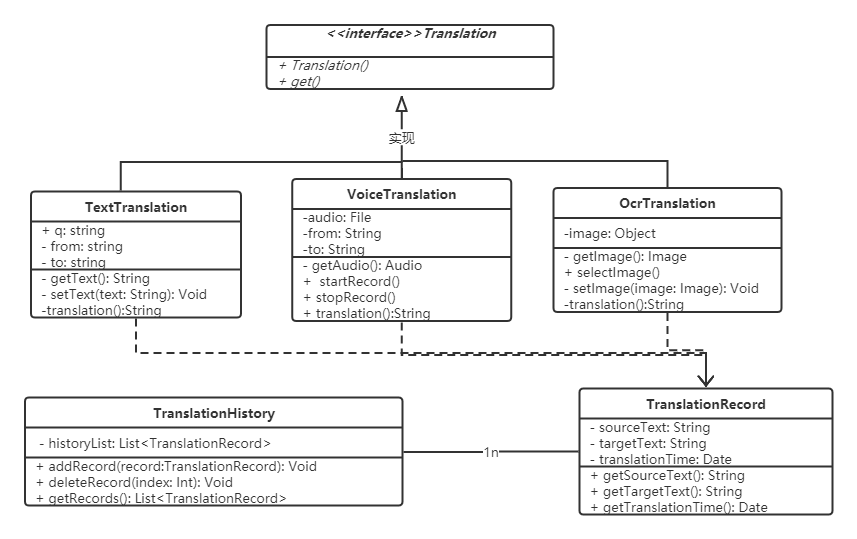 <<interface>>Translation
+ Translation()
+ get()
实现
TextTranslation
+ q: string
- from: string
- to: string
- getText(): String
- setText(text: String): Void
-translation():String
VoiceTranslation
-audio: File
-from: String
-to: String
- getAudio(): Audio
+ startRecord()
+ stopRecord()
+ translation():String
OcrTranslation
-image: Object
- getImage(): Image
+ selectImage()
- setImage(image: Image): Void
-translation():String
TranslationHistory
- historyList: List<TranslationRecord>
+ addRecord(record:TranslationRecord): Void
+ deleteRecord(index: Int): Void
+ getRecords(): List<TranslationRecord>
1n
TranslationRecord
- sourceText: String
- targetText: String
- translationTime: Date
+ getSourceText(): String
+ getTargetText(): String
+ getTranslationTime(): Date